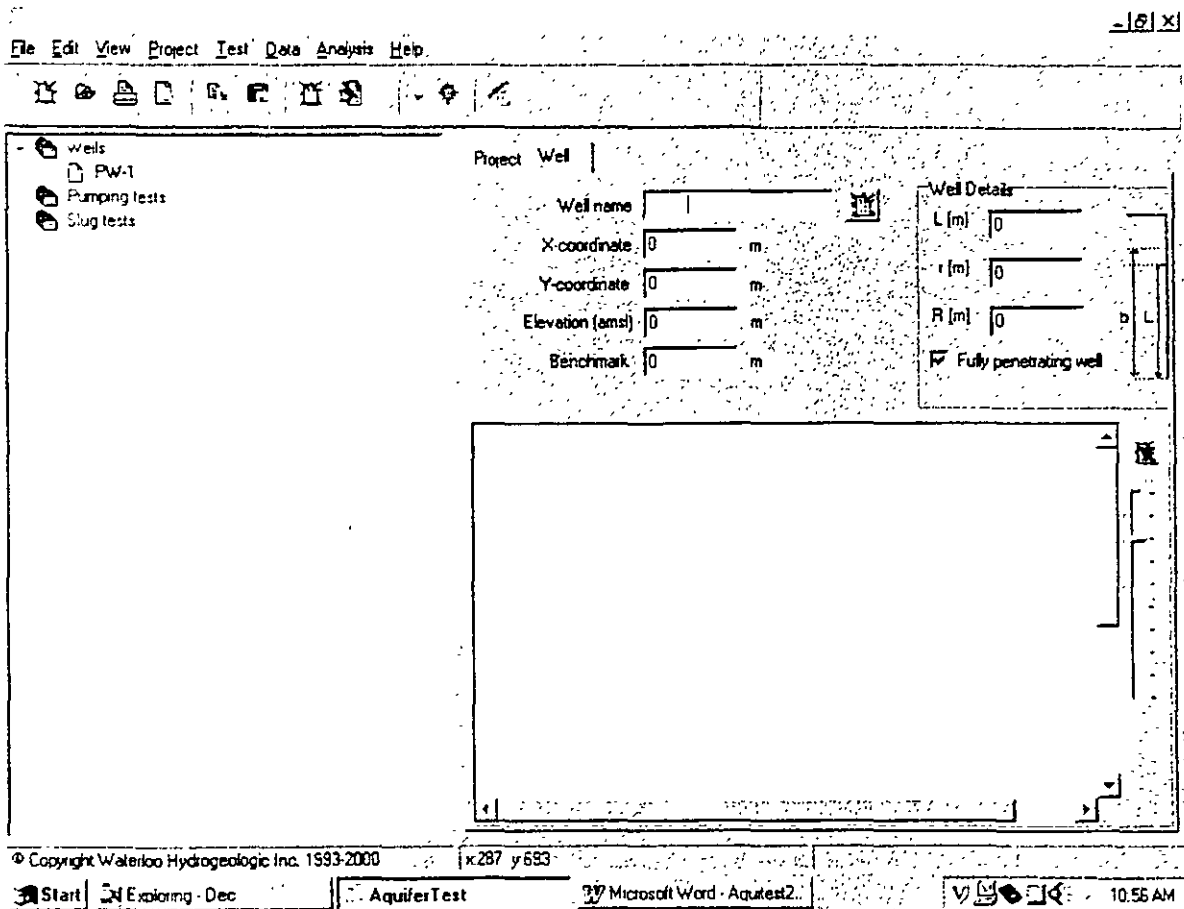 File Edit View Project Test Data Analysis Help
wells
PW-1
Pumping tests
Slug tests
Project Well
Well name
X-coordinate 0 m
Y-coordinate 0 m
Elevation (amsl) 0 m
Benchmark 0 m
Well Details
L [m] 0
r [m] 0
R [m] 0
Fully penetrating well
b L
© Copyright Waterloo Hydrogeologic Inc. 1993-2000 x:287 y:693
Start Exploring - Dec AquiferTest Microsoft Word - Aquitest2... 10:56 AM